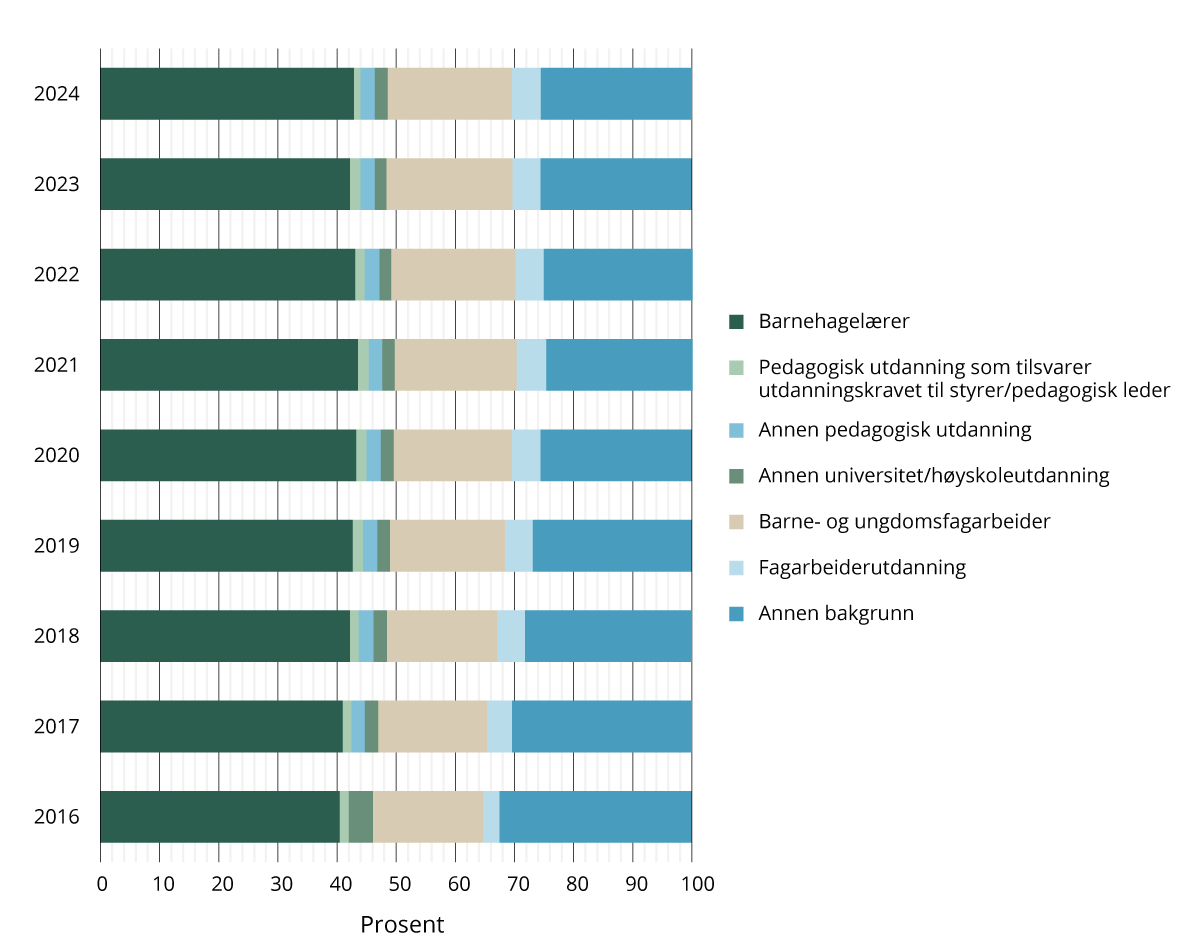 2024
2023
2022
2021
2020
2019
2018
2017
2016
0 10 20 30 40 50 60 70 80 90 100
Prosent
Barnehagelærer
Pedagogisk utdanning som tilsvarer
utdanningskravet til styrer/pedagogisk leder
Annen pedagogisk utdanning
Annen universitet/høyskoleutdanning
Barne- og ungdomsfagarbeider
Fagarbeiderutdanning
Annen bakgrunn